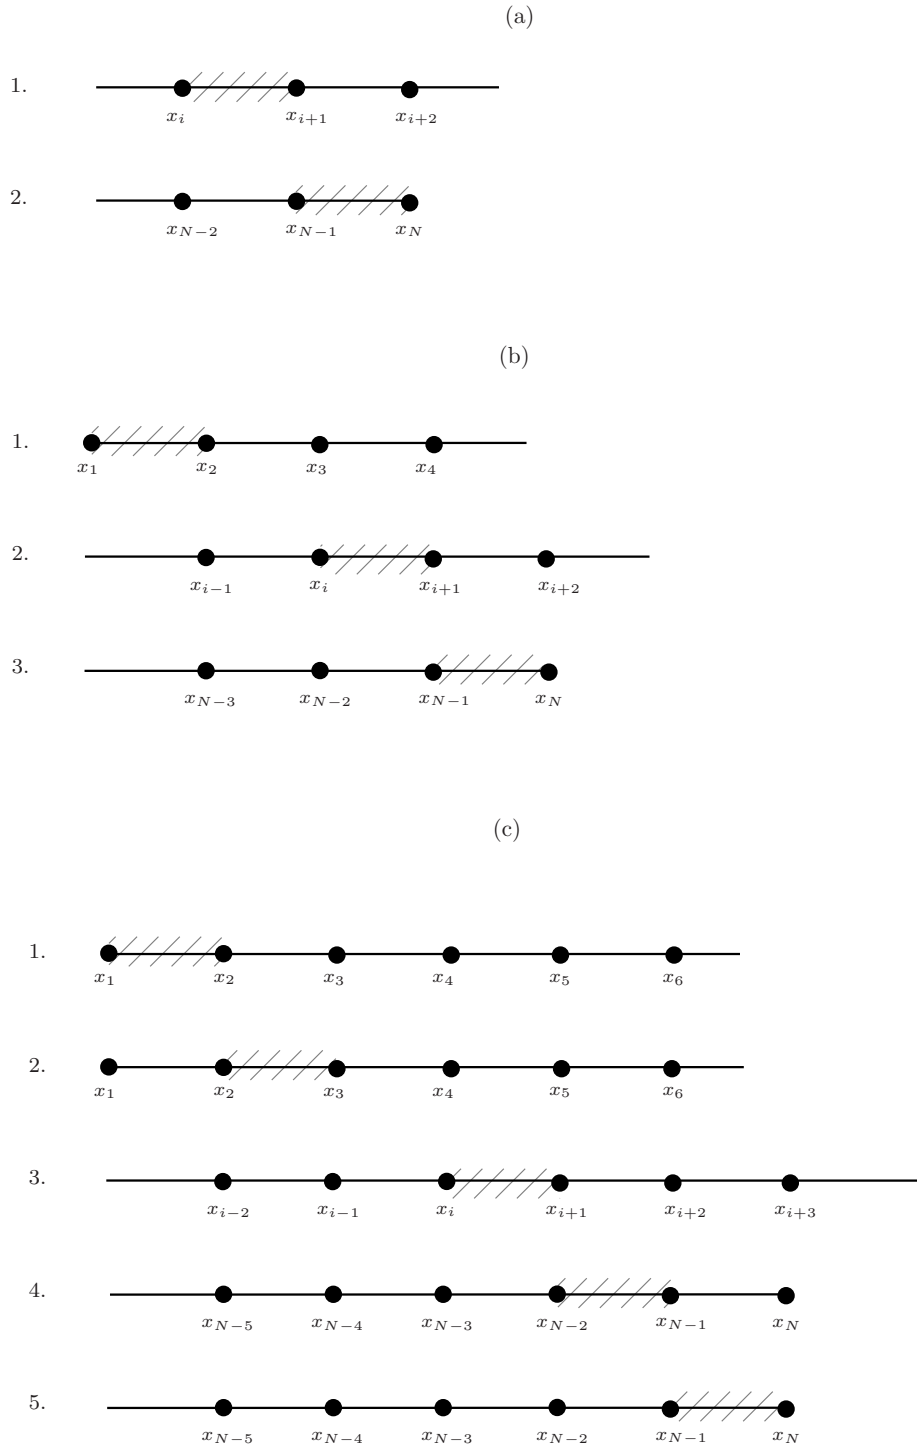 (a)
1.
x_i x_{i+1} x_{i+2}
2.
x_{N−2} x_{N−1} x_N
(b)
1.
x_1 x_2 x_3 x_4
2.
x_{i−1} x_i x_{i+1} x_{i+2}
3.
x_{N−3} x_{N−2} x_{N−1} x_N
(c)
1.
x_1 x_2 x_3 x_4 x_5 x_6
2.
x_1 x_2 x_3 x_4 x_5 x_6
3.
x_{i−2} x_{i−1} x_i x_{i+1} x_{i+2} x_{i+3}
4.
x_{N−5} x_{N−4} x_{N−3} x_{N−2} x_{N−1} x_N
5.
x_{N−5} x_{N−4} x_{N−3} x_{N−2} x_{N−1} x_N